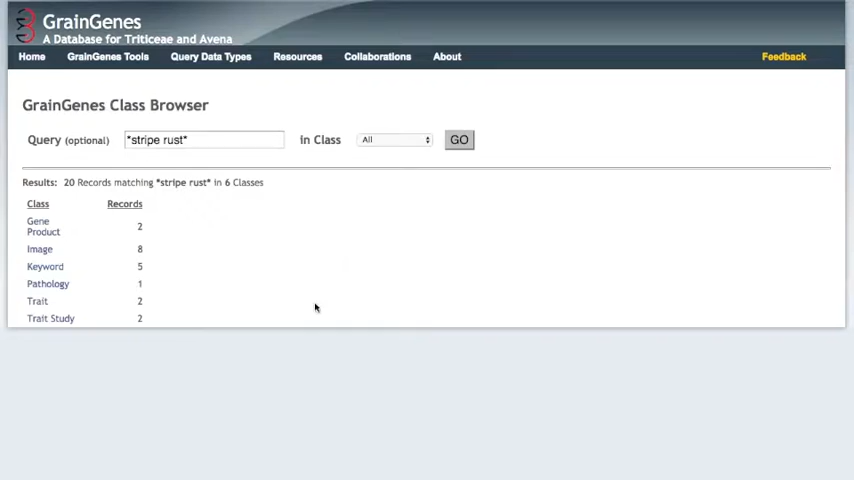 GrainGenes
A Database for Triticeae and Avena
Home GrainGenes Tools Query Data Types Resources Collaborations About Feedback
GrainGenes Class Browser
Query (optional) *stripe rust* in Class All GO
Results: 20 Records matching *stripe rust* in 6 Classes
Class Records
Gene
Product 2
Image 8
Keyword 5
Pathology 1
Trait 2
Trait Study 2